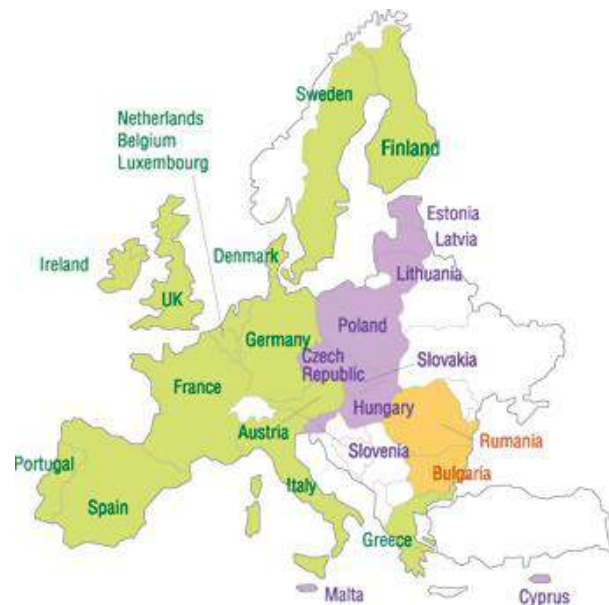 Sweden
Netherlands
Belgium
Luxembourg
Finland
Estonia
Latvia
Ireland
Denmark
Lithuania
UK
Poland
Germany
Czech
Republic
Slovakia
France
Hungary
Austria
Rumania
Slovenia
Portugal
Bulgaria
Italy
Spain
Greece
Malta
Cyprus